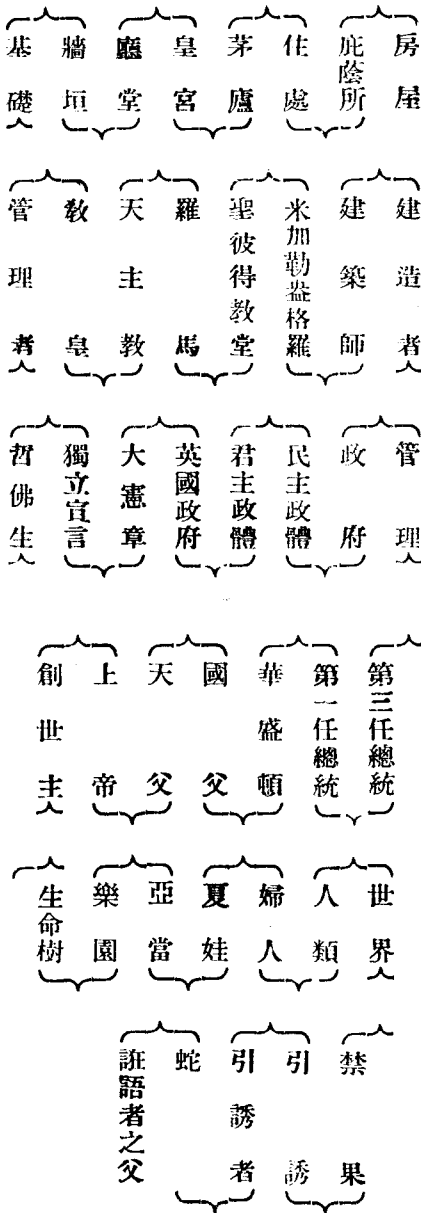 房屋
庇蔭所
住處
茅廬
皇宮
廳堂
牆垣
基礎
建造者
建築師
米加勒盎格羅
聖彼得教堂
羅馬
天主教
教皇
管理者
管理
政府
民主政體
君主政體
英國政府
大憲章
獨立宣言
哲佛生
第三任總統
第一任總統
華盛頓
國父
天父
上帝
創世主
世界
人類
婦人
夏娃
亞當
樂園
生命樹
禁果
引誘
引誘者
蛇
誑語者之父